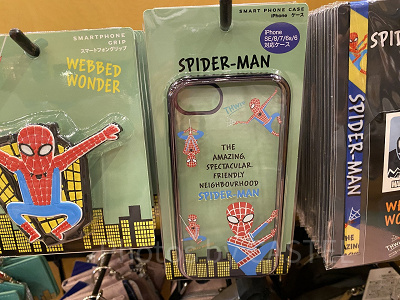 SMARTPHONE
GRIP
スマートフォングリップ
WEBBED
WONDER
SMART PHONE CASE
iPhone ケース
SPIDER-MAN
iPhone
SE/8/7/6s/6
対応ケース
THWIP!
THE
AMAZING,
SPECTACULAR
FRIENDLY
NEIGHBOURHOOD
SPIDER-MAN
SPIDER-MAN